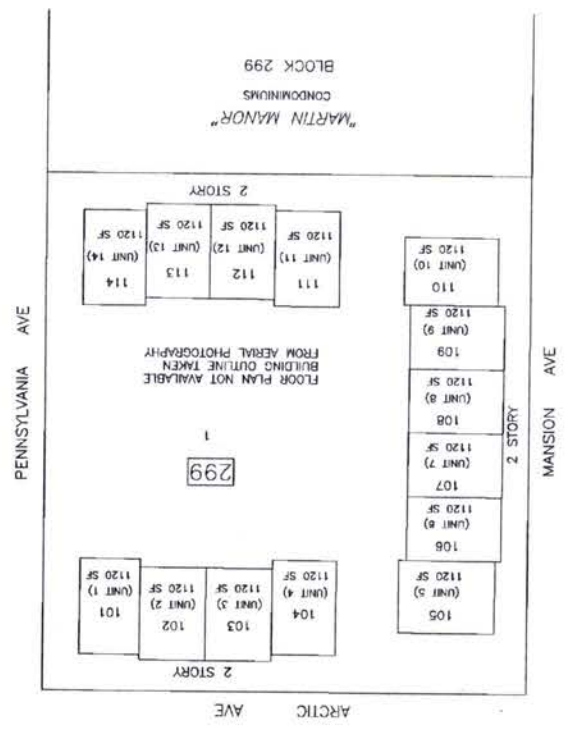 ARCTIC AVE
2 STORY
105
(UNIT 5)
1120 SF
104
(UNIT 4)
1120 SF
103
(UNIT 3)
1120 SF
102
(UNIT 2)
1120 SF
101
(UNIT 1)
1120 SF
106
(UNIT 6)
1120 SF
107
(UNIT 7)
1120 SF
108
(UNIT 8)
1120 SF
109
(UNIT 9)
1120 SF
110
(UNIT 10)
1120 SF
2 STORY
MANSION AVE
299
1
FLOOR PLAN NOT AVAILABLE
BUILDING OUTLINE TAKEN
FROM AERIAL PHOTOGRAPHY
PENNSYLVANIA AVE
111
(UNIT 11)
1120 SF
112
(UNIT 12)
1120 SF
113
(UNIT 13)
1120 SF
114
(UNIT 14)
1120 SF
2 STORY
"MARTIN MANOR"
CONDOMINIUMS
BLOCK 299